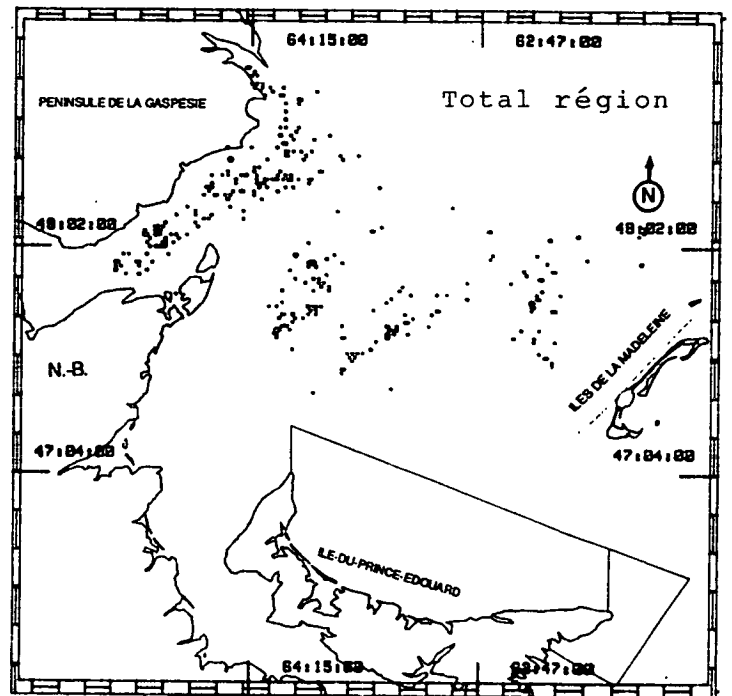 64:15:00 62:47:00
PENINSULE DE LA GASPESIE
Total région
N
48:02:00 48:02:00
ILES DE LA MADELEINE
N.-B.
47:04:00 47:04:00
ILE-DU-PRINCE-EDOUARD
64:15:00 62:47:00